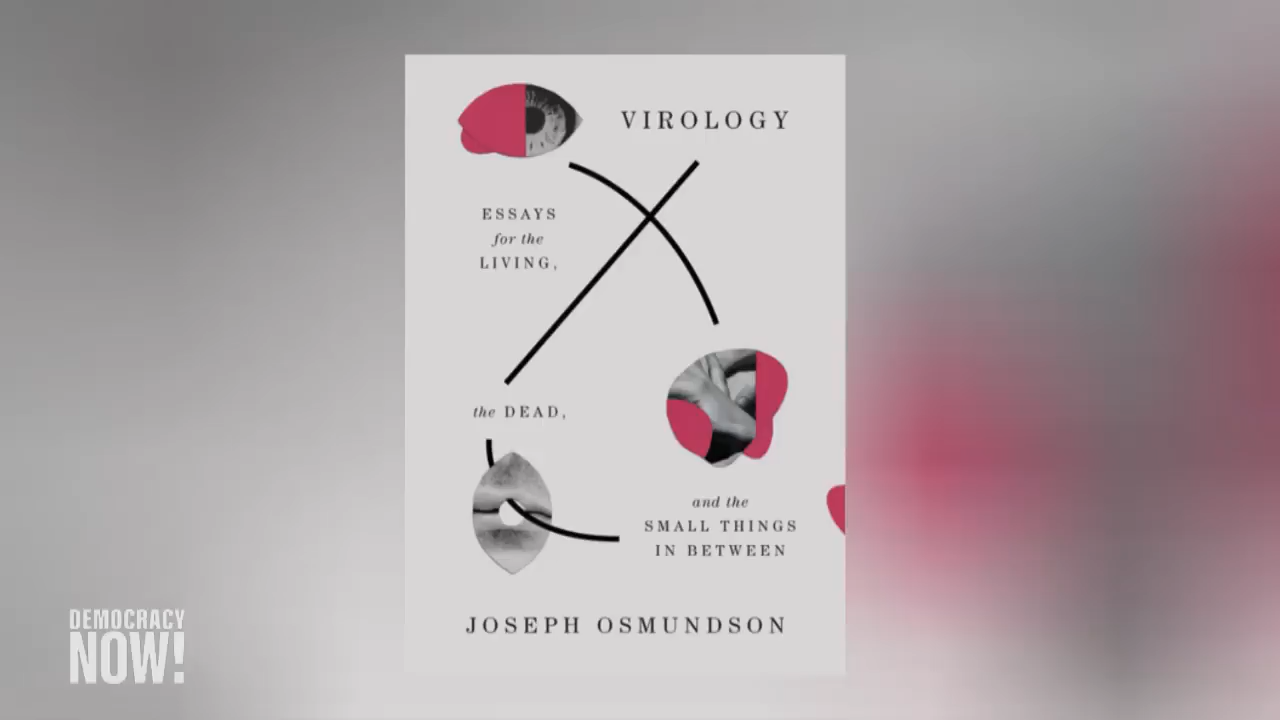 VIROLOGY
ESSAYS
for the
LIVING,
the DEAD,
and the
SMALL THINGS
IN BETWEEN
JOSEPH OSMUNDSON
DEMOCRACY
NOW!